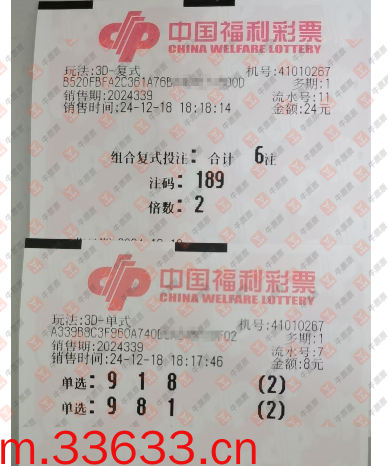 中国福利彩票
CHINA WELFARE LOTTERY
玩法:3D-复式 机号:41010267
多期:1
销售期:2024339 流水号:11
销售时间:24-12-18 18:18:14 金额:24元
组合复式投注: 合计 6注
注码: 189
倍数: 2
中国福利彩票
CHINA WELFARE LOTTERY
玩法:3D-单式 机号:41010267
多期:1
销售期:2024339 流水号:7
销售时间:24-12-18 18:17:46 金额:8元
单选: 9 1 8 (2)
单选: 9 8 1 (2)
m.33633.cn